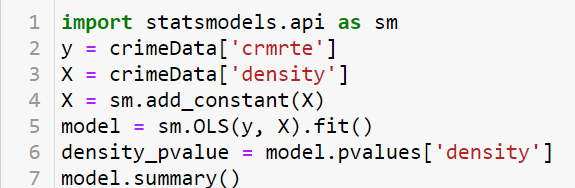 1 import statsmodels.api as sm
2 y = crimeData['crmrte']
3 X = crimeData['density']
4 X = sm.add_constant(X)
5 model = sm.OLS(y, X).fit()
6 density_pvalue = model.pvalues['density']
7 model.summary()